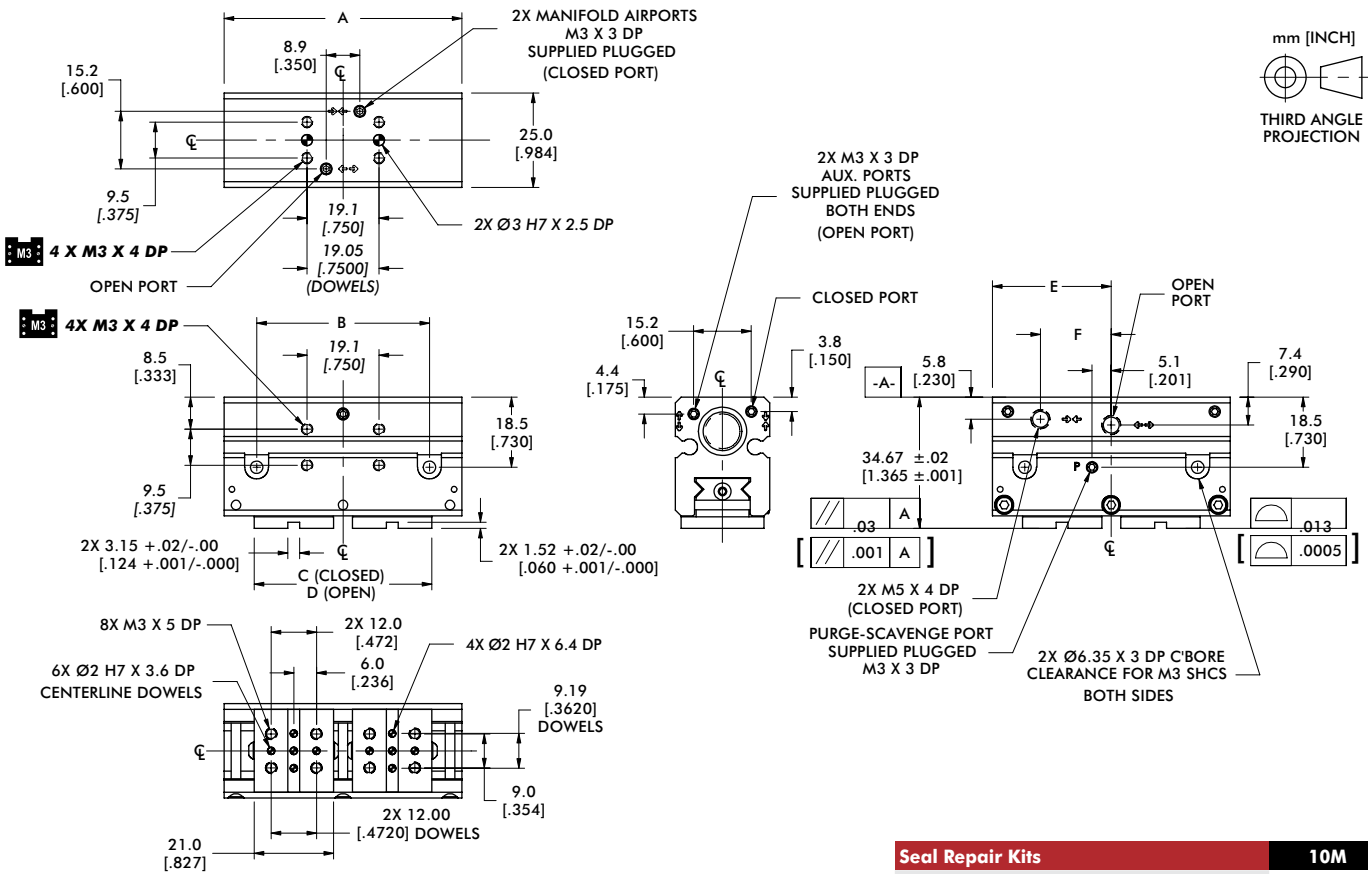 A
2X MANIFOLD AIRPORTS
M3 X 3 DP
SUPPLIED PLUGGED
(CLOSED PORT)
8.9
[.350]
℄
15.2
[.600]
℄
25.0
[.984]
9.5
[.375]
19.1
[.750]
2X Ø3 H7 X 2.5 DP
M3 4 X M3 X 4 DP
19.05
[.7500]
(DOWELS)
OPEN PORT
mm [INCH]
THIRD ANGLE
PROJECTION
M3 4X M3 X 4 DP
B
19.1
[.750]
8.5
[.333]
18.5
[.730]
9.5
[.375]
2X 3.15 +.02/-.00
[.124 +.001/-.000]
℄
2X 1.52 +.02/-.00
[.060 +.001/-.000]
C (CLOSED)
D (OPEN)
2X M3 X 3 DP
AUX. PORTS
SUPPLIED PLUGGED
BOTH ENDS
(OPEN PORT)
CLOSED PORT
15.2
[.600]
3.8
[.150]
4.4
[.175]
℄
E
OPEN
PORT
F
-A-
5.8
[.230]
5.1
[.201]
7.4
[.290]
18.5
[.730]
34.67 ±.02
[1.365 ±.001]
P
// .03 A
[ // .001 A ]
℄
⌓ .013
[ ⌓ .0005 ]
2X M5 X 4 DP
(CLOSED PORT)
PURGE-SCAVENGE PORT
SUPPLIED PLUGGED
M3 X 3 DP
2X Ø6.35 X 3 DP C'BORE
CLEARANCE FOR M3 SHCS
BOTH SIDES
8X M3 X 5 DP
2X 12.0
[.472]
4X Ø2 H7 X 6.4 DP
6X Ø2 H7 X 3.6 DP
CENTERLINE DOWELS
6.0
[.236]
9.19
[.3620]
DOWELS
℄
9.0
[.354]
2X 12.00
[.4720] DOWELS
21.0
[.827]
Seal Repair Kits 10M